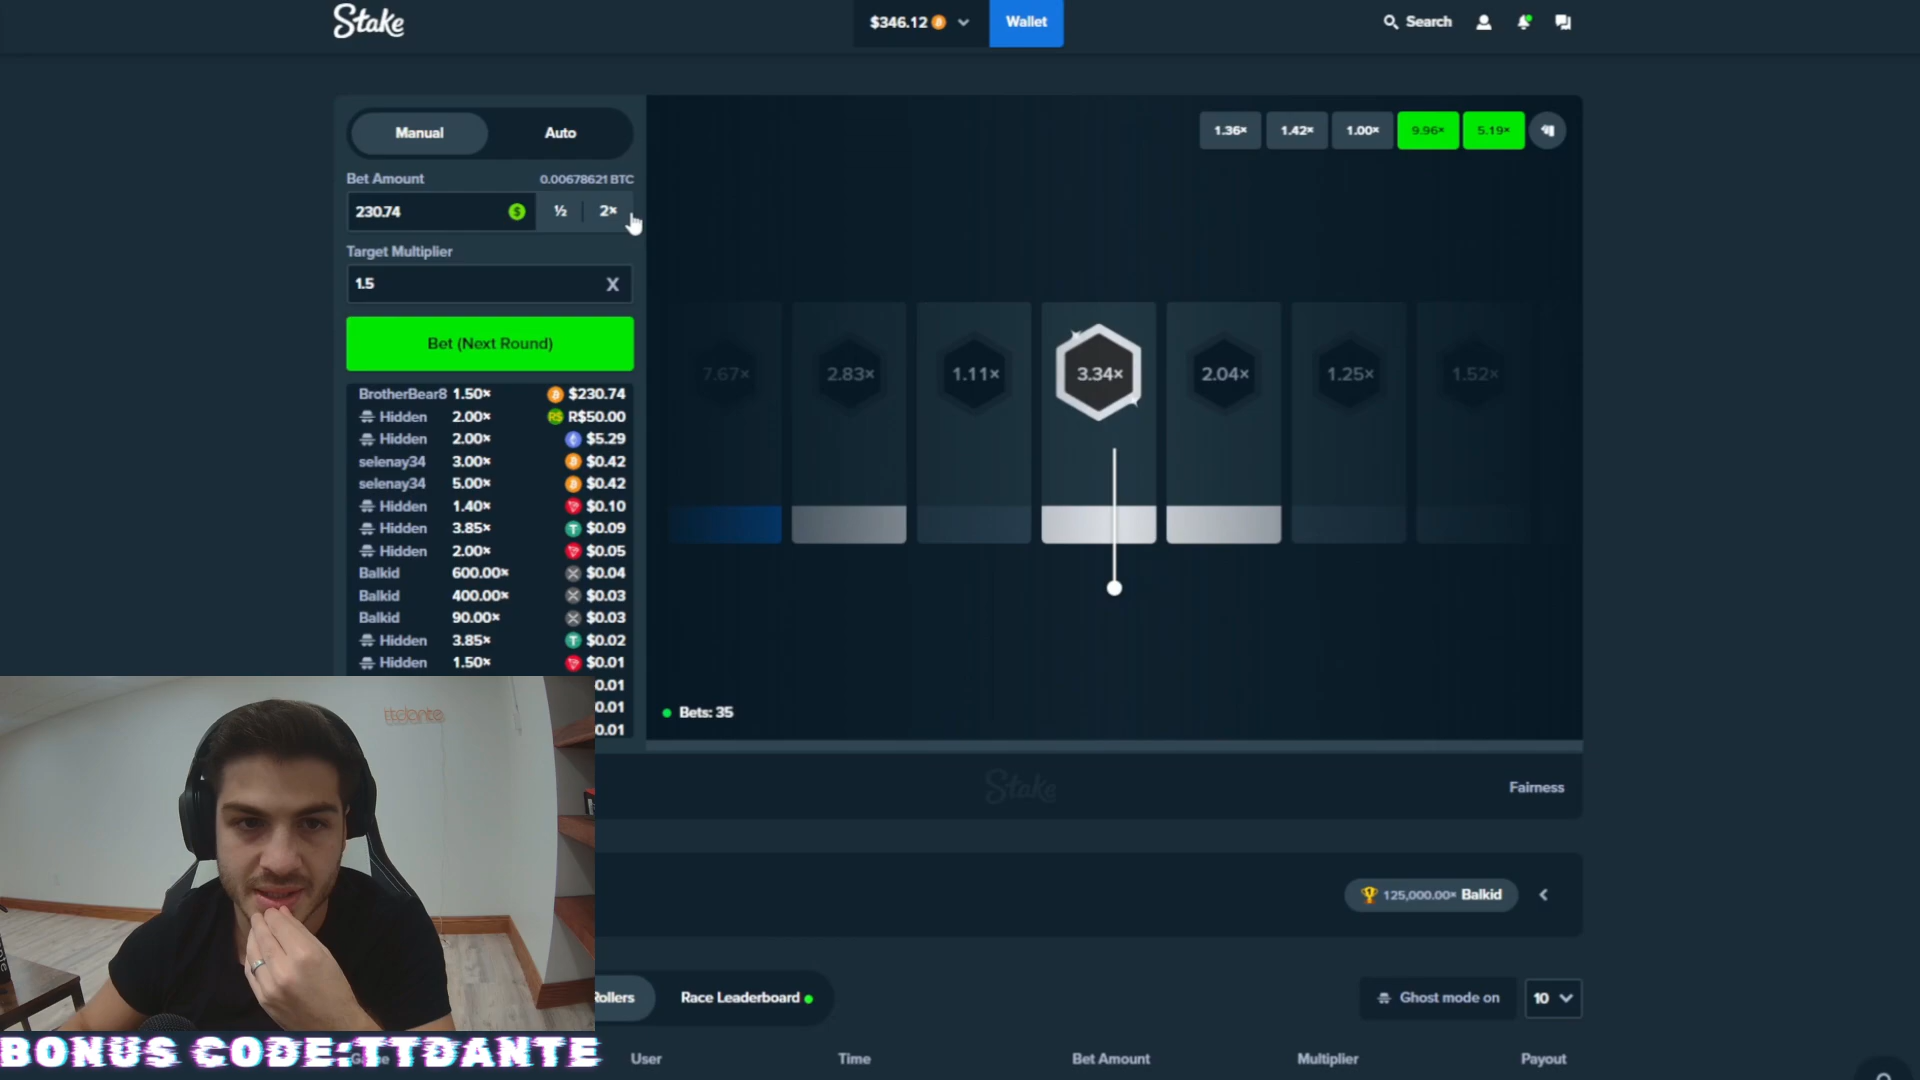 Stake
$346.12
Wallet
Search
Manual
Auto
1.36×
1.42×
1.00×
9.96×
5.19×
Bet Amount
0.00678621 BTC
230.74
½
2×
Target Multiplier
1.5
X
Bet (Next Round)
7.67×
2.83×
1.11×
3.34×
2.04×
1.25×
1.52×
BrotherBear8 1.50× $230.74
Hidden 2.00× R$50.00
Hidden 2.00× $5.29
selenay34 3.00× $0.42
selenay34 5.00× $0.42
Hidden 1.40× $0.10
Hidden 3.85× $0.09
Hidden 2.00× $0.05
Balkid 600.00× $0.04
Balkid 400.00× $0.03
Balkid 90.00× $0.03
Hidden 3.85× $0.02
Hidden 1.50× $0.01
0.01
0.01
0.01
Bets: 35
ttdante
Stake
Fairness
125,000.00× Balkid
Rollers
Race Leaderboard
Ghost mode on
10
BONUS CODE:TTDANTE
Game
User
Time
Bet Amount
Multiplier
Payout